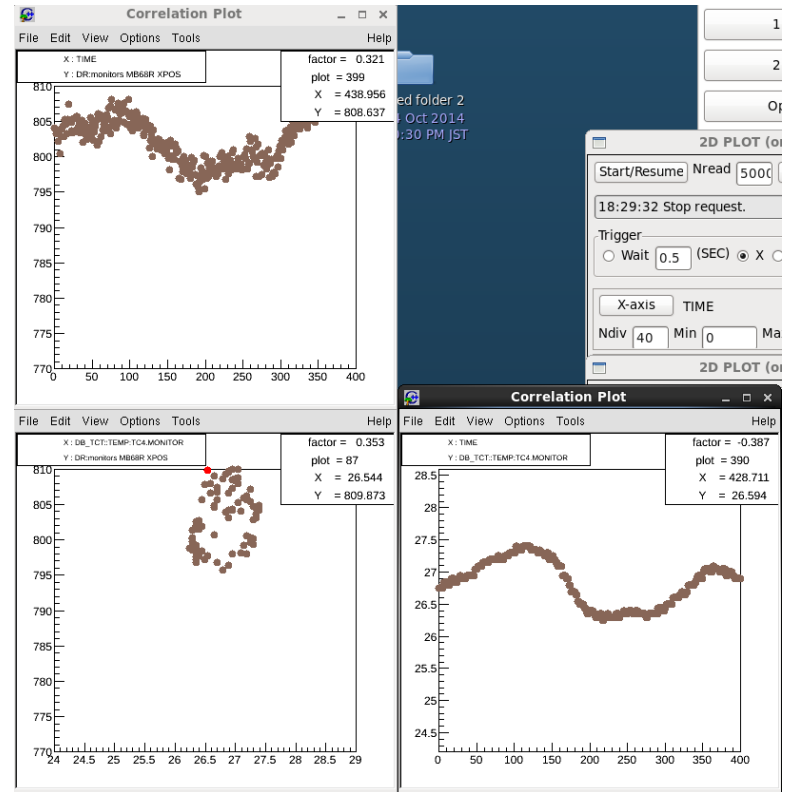 Correlation Plot
File Edit View Options Tools Help
X : TIME
Y : DR:monitors MB68R XPOS
factor = 0.321
plot = 399
X = 438.956
Y = 808.637
810
805
800
795
790
785
780
775
770
0 50 100 150 200 250 300 350 400
ed folder 2
4 Oct 2014
:30 PM JST
1
2
Op
2D PLOT (on
Start/Resume Nread 5000
18:29:32 Stop request.
Trigger
Wait 0.5 (SEC) X
X-axis TIME
Ndiv 40 Min 0 Ma
2D PLOT (on
File Edit View Options Tools Help
X : DB_TCT::TEMP:TC4.MONITOR
Y : DR:monitors MB68R XPOS
factor = 0.353
plot = 87
X = 26.544
Y = 809.873
810
805
800
795
790
785
780
775
770
24 24.5 25 25.5 26 26.5 27 27.5 28 28.5 29
Correlation Plot
File Edit View Options Tools Help
X : TIME
Y : DB_TCT::TEMP:TC4.MONITOR
factor = -0.387
plot = 390
X = 428.711
Y = 26.594
28.5
28
27.5
27
26.5
26
25.5
25
24.5
0 50 100 150 200 250 300 350 400